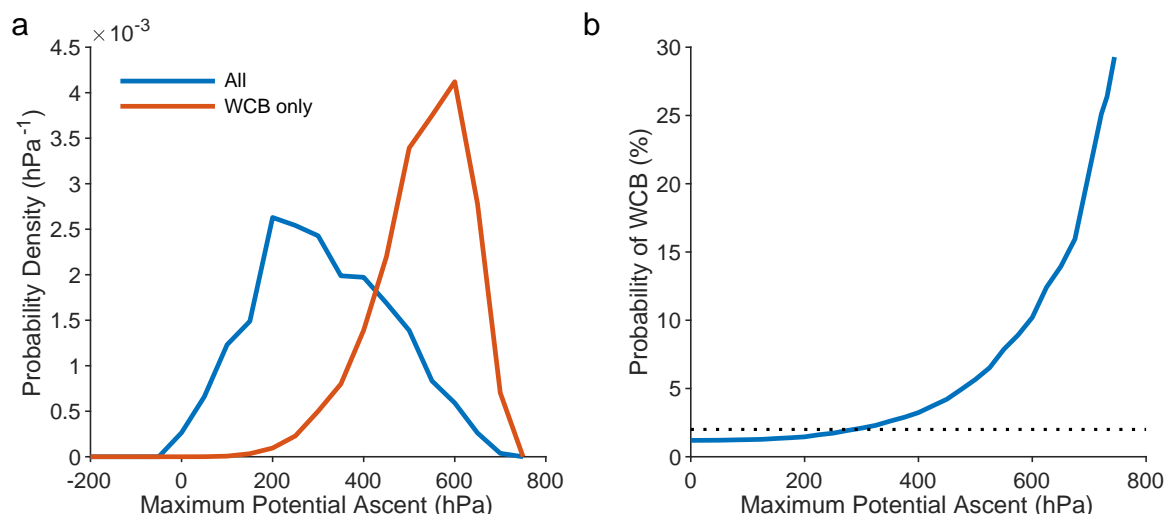 a
×10^-3
4.5
4
3.5
3
2.5
2
1.5
1
0.5
0
-200 0 200 400 600 800
Maximum Potential Ascent (hPa)
Probability Density (hPa^-1)
All
WCB only
b
30
25
20
15
10
5
0
0 200 400 600 800
Maximum Potential Ascent (hPa)
Probability of WCB (%)